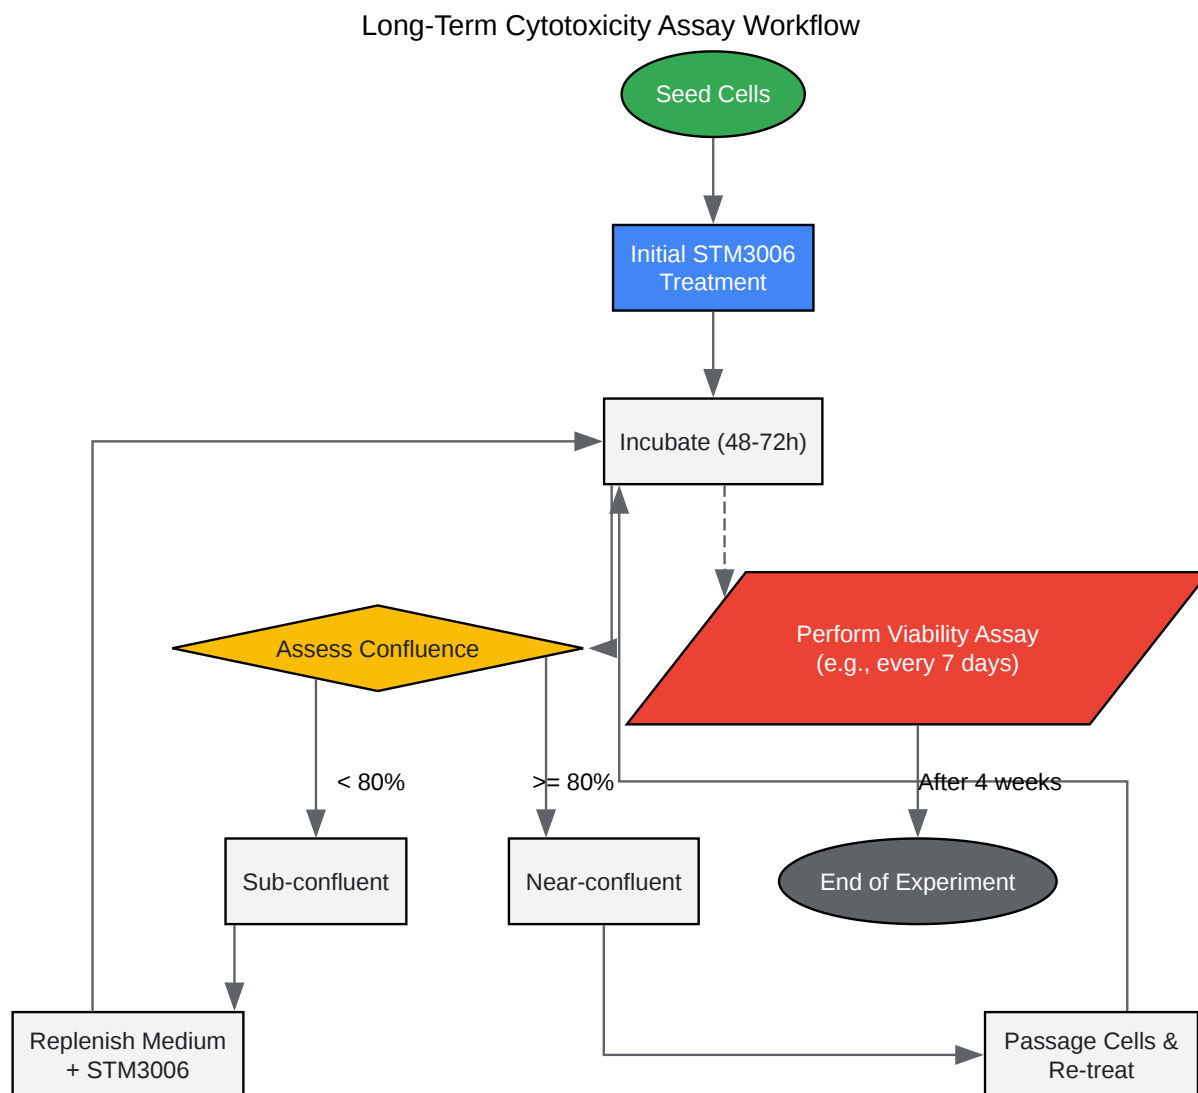 Long-Term Cytotoxicity Assay Workflow
Seed Cells
Initial STM3006
Treatment
Incubate (48-72h)
Assess Confluence
Perform Viability Assay
(e.g., every 7 days)
< 80%
>= 80%
After 4 weeks
Sub-confluent
Near-confluent
End of Experiment
Replenish Medium
+ STM3006
Passage Cells &
Re-treat